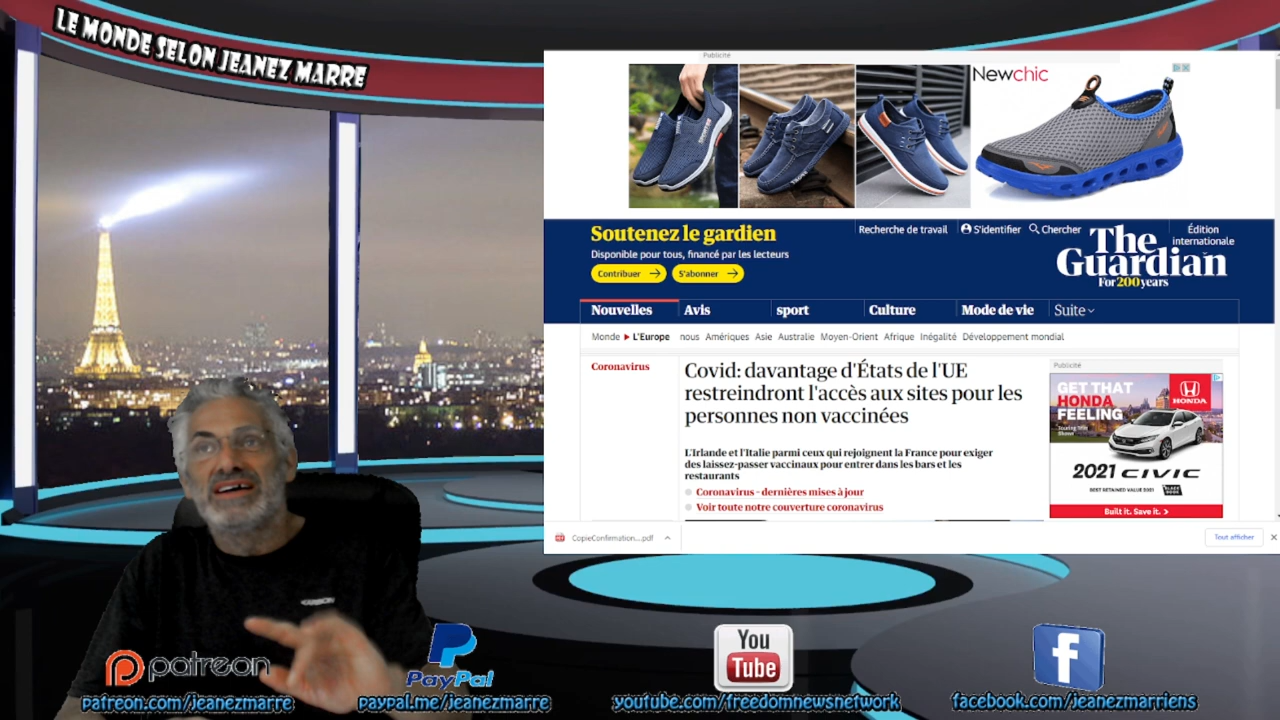 LE MONDE SELON JEANEZ MARRE
Publicité
Newchic
Soutenez le gardien
Disponible pour tous, financé par les lecteurs
Contribuer
S'abonner
Recherche de travail
S'identifier
Chercher
Édition
internationale
The
Guardian
For 200 years
Nouvelles
Avis
sport
Culture
Mode de vie
Suite
Monde L'Europe nous Amériques Asie Australie Moyen-Orient Afrique Inégalité Développement mondial
Coronavirus
Covid: davantage d'États de l'UE
restreindront l'accès aux sites pour les
personnes non vaccinées
L'Irlande et l'Italie parmi ceux qui rejoignent la France pour exiger
des laissez-passer vaccinaux pour entrer dans les bars et les
restaurants
Coronavirus - dernières mises à jour
Voir toute notre couverture coronavirus
Publicité
GET THAT
HONDA
FEELING
HONDA
2021 CIVIC
BEST RETAINED VALUE 2021
BLACK
BOOK
Built it. Save it. >
CopieConfirmation....pdf
Tout afficher
patreon
patreon.com/jeanezmarre
PayPal
paypal.me/jeanezmarre
You
Tube
youtube.com/freedomnewsnetwork
f
facebook.com/jeanezmarriens